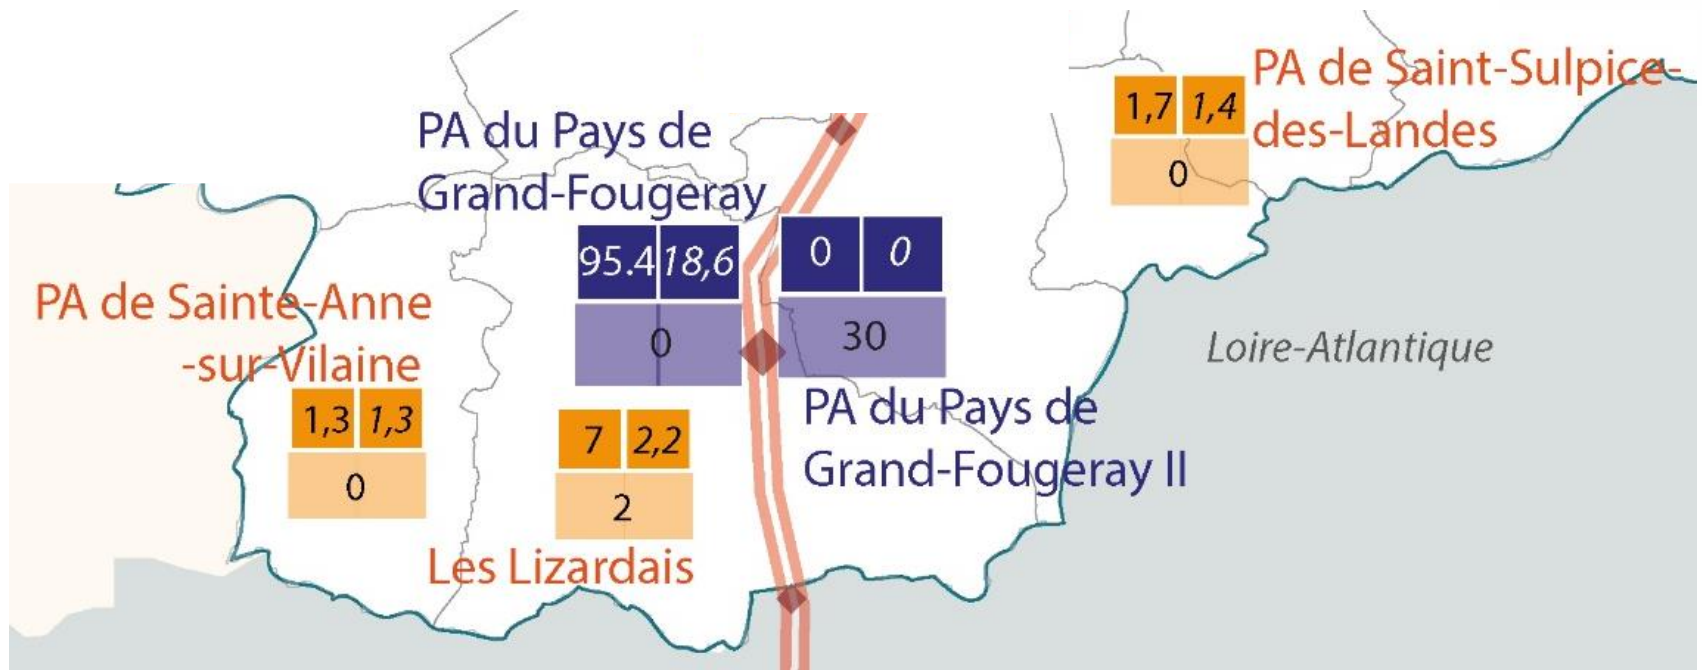 PA de Saint-Sulpice-
des-Landes
1,7 1,4
0
PA du Pays de
Grand-Fougeray
95.4 18,6
0
0 0
30
PA du Pays de
Grand-Fougeray II
PA de Sainte-Anne
-sur-Vilaine
1,3 1,3
0
7 2,2
2
Les Lizardais
Loire-Atlantique